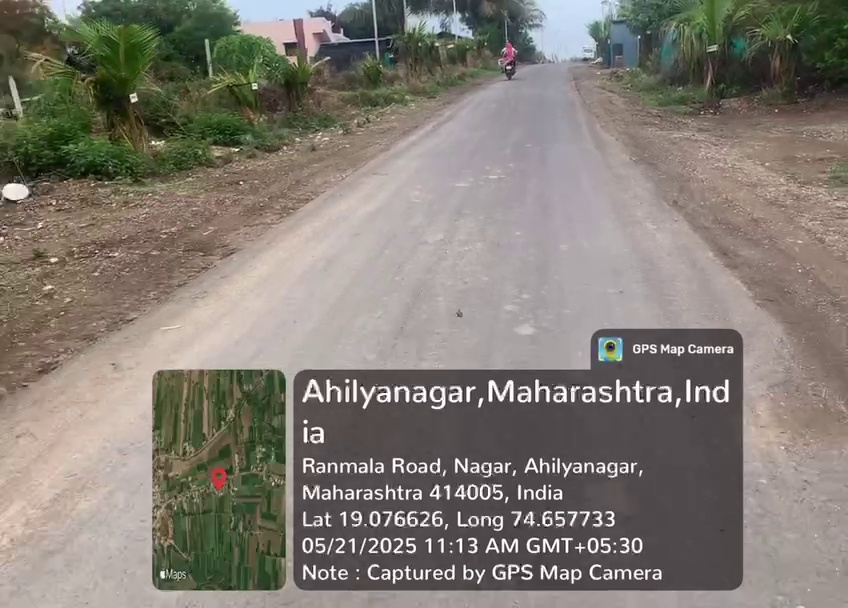 GPS Map Camera
Ahilyanagar,Maharashtra,Ind
ia
Ranmala Road, Nagar, Ahilyanagar,
Maharashtra 414005, India
Lat 19.076626, Long 74.657733
05/21/2025 11:13 AM GMT+05:30
Note : Captured by GPS Map Camera
Maps